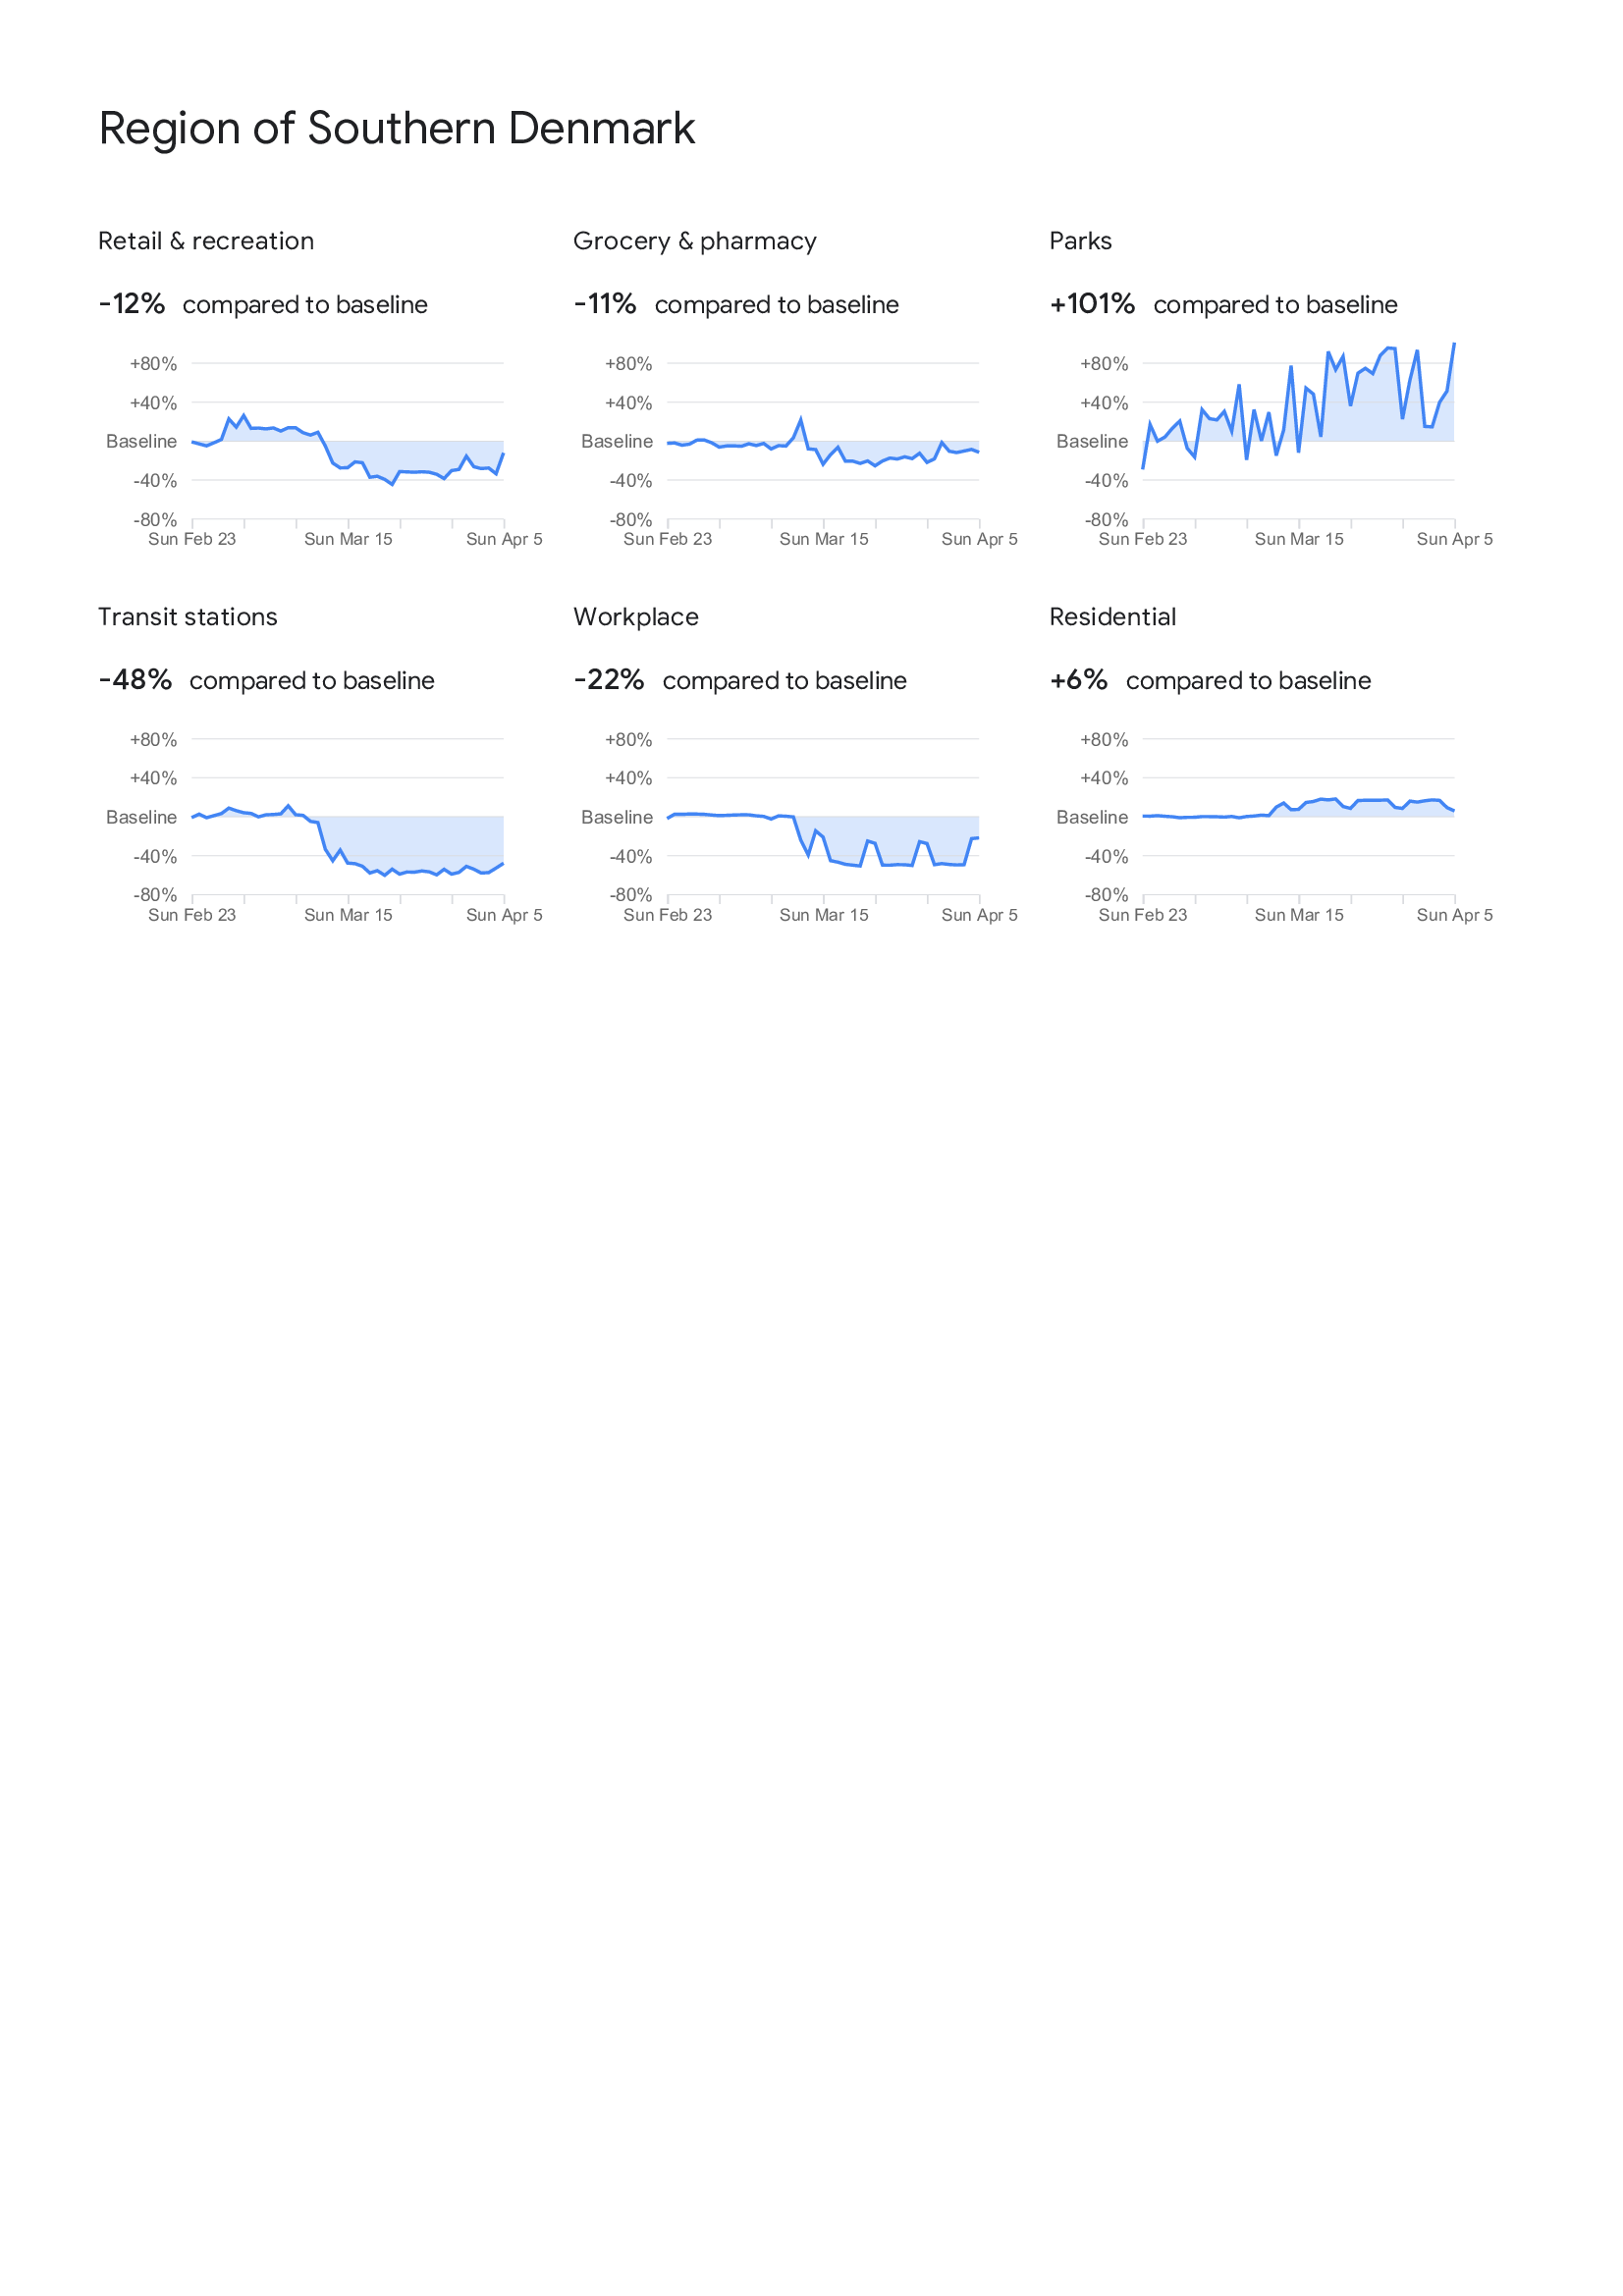 Region of Southern Denmark
Retail & recreation
-12% compared to baseline
+80%
+40%
Baseline
-40%
-80%
Sun Feb 23 Sun Mar 15 Sun Apr 5
Grocery & pharmacy
-11% compared to baseline
+80%
+40%
Baseline
-40%
-80%
Sun Feb 23 Sun Mar 15 Sun Apr 5
Parks
+101% compared to baseline
+80%
+40%
Baseline
-40%
-80%
Sun Feb 23 Sun Mar 15 Sun Apr 5
Transit stations
-48% compared to baseline
+80%
+40%
Baseline
-40%
-80%
Sun Feb 23 Sun Mar 15 Sun Apr 5
Workplace
-22% compared to baseline
+80%
+40%
Baseline
-40%
-80%
Sun Feb 23 Sun Mar 15 Sun Apr 5
Residential
+6% compared to baseline
+80%
+40%
Baseline
-40%
-80%
Sun Feb 23 Sun Mar 15 Sun Apr 5